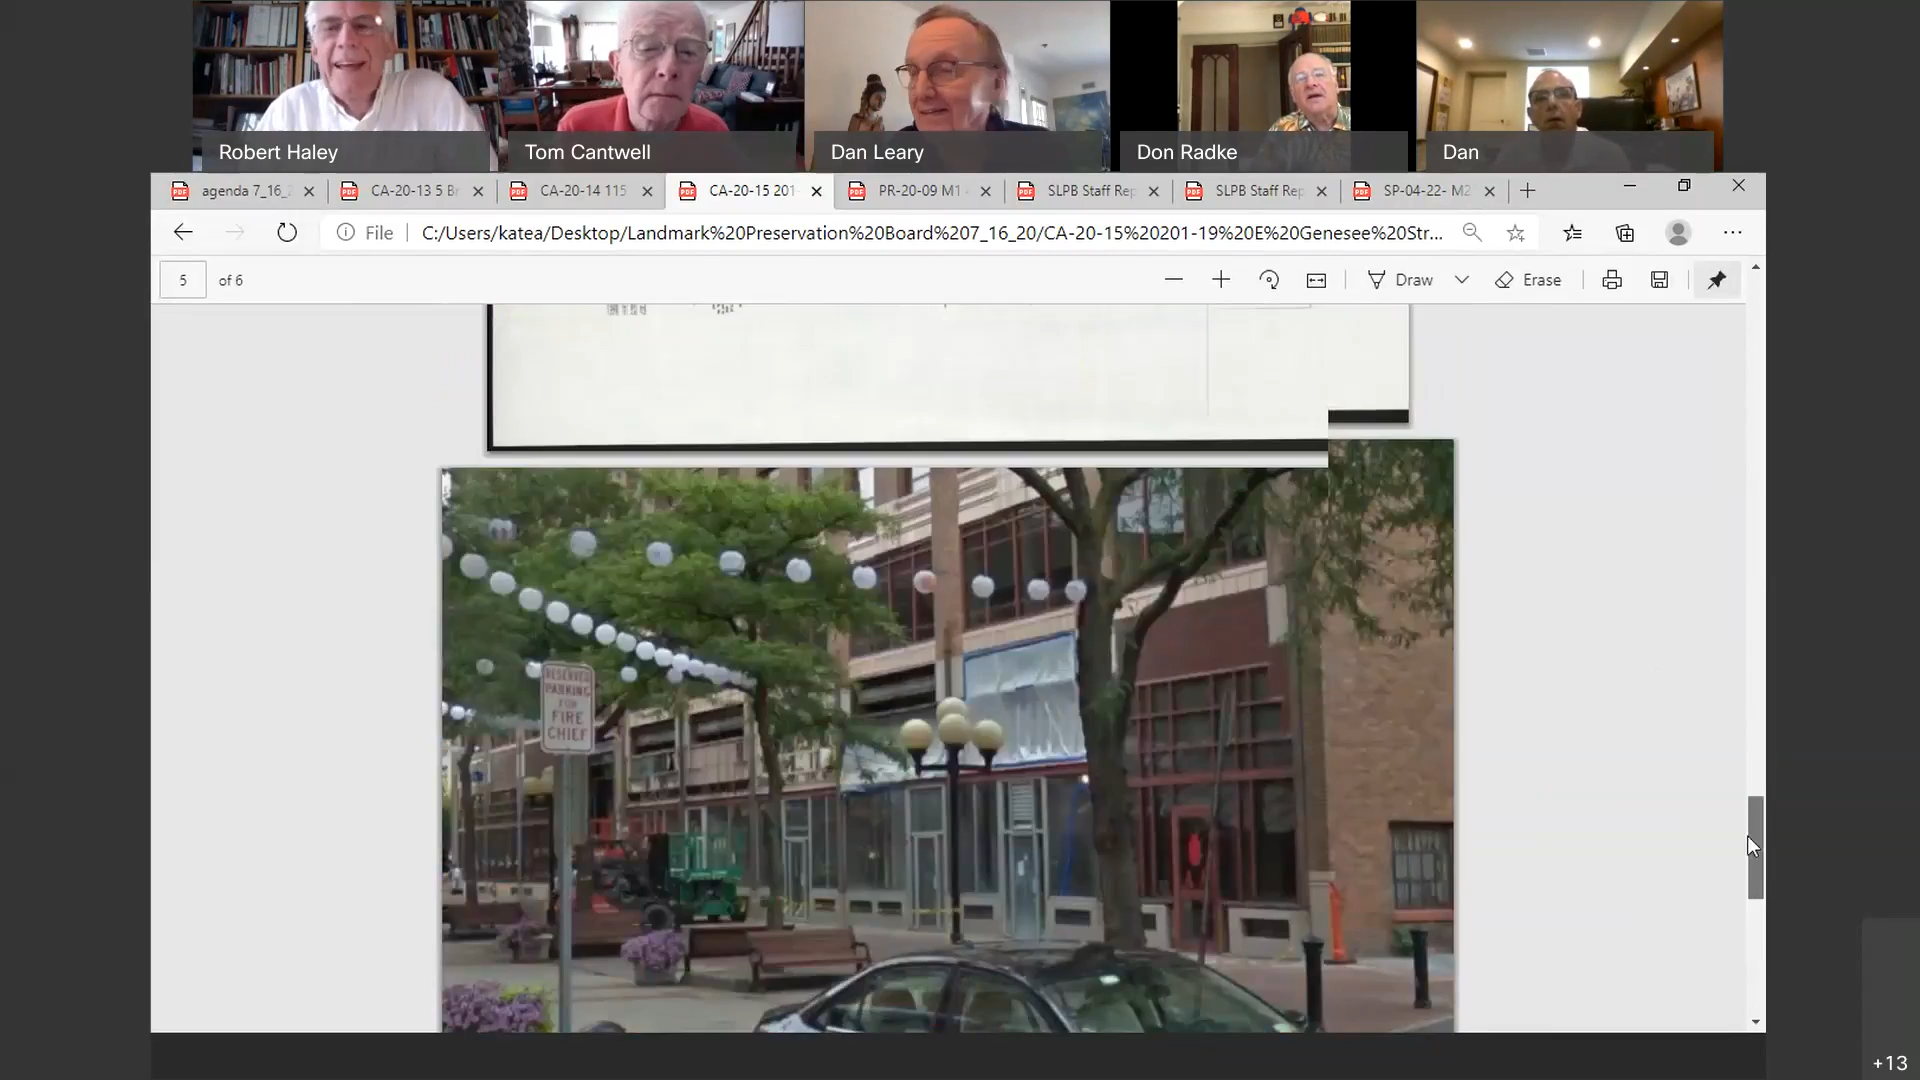 Robert Haley
Tom Cantwell
Dan Leary
Don Radke
Dan
agenda 7_16_2
CA-20-13 5 Br
CA-20-14 115
CA-20-15 201-
PR-20-09 M1
SLPB Staff Rep
SLPB Staff Rep
SP-04-22- M2
File
C:/Users/katea/Desktop/Landmark%20Preservation%20Board%207_16_20/CA-20-15%20201-19%20E%20Genesee%20Str...
5 of 6
Draw
Erase
RESERVED
PARKING
FOR
FIRE
CHIEF
+13